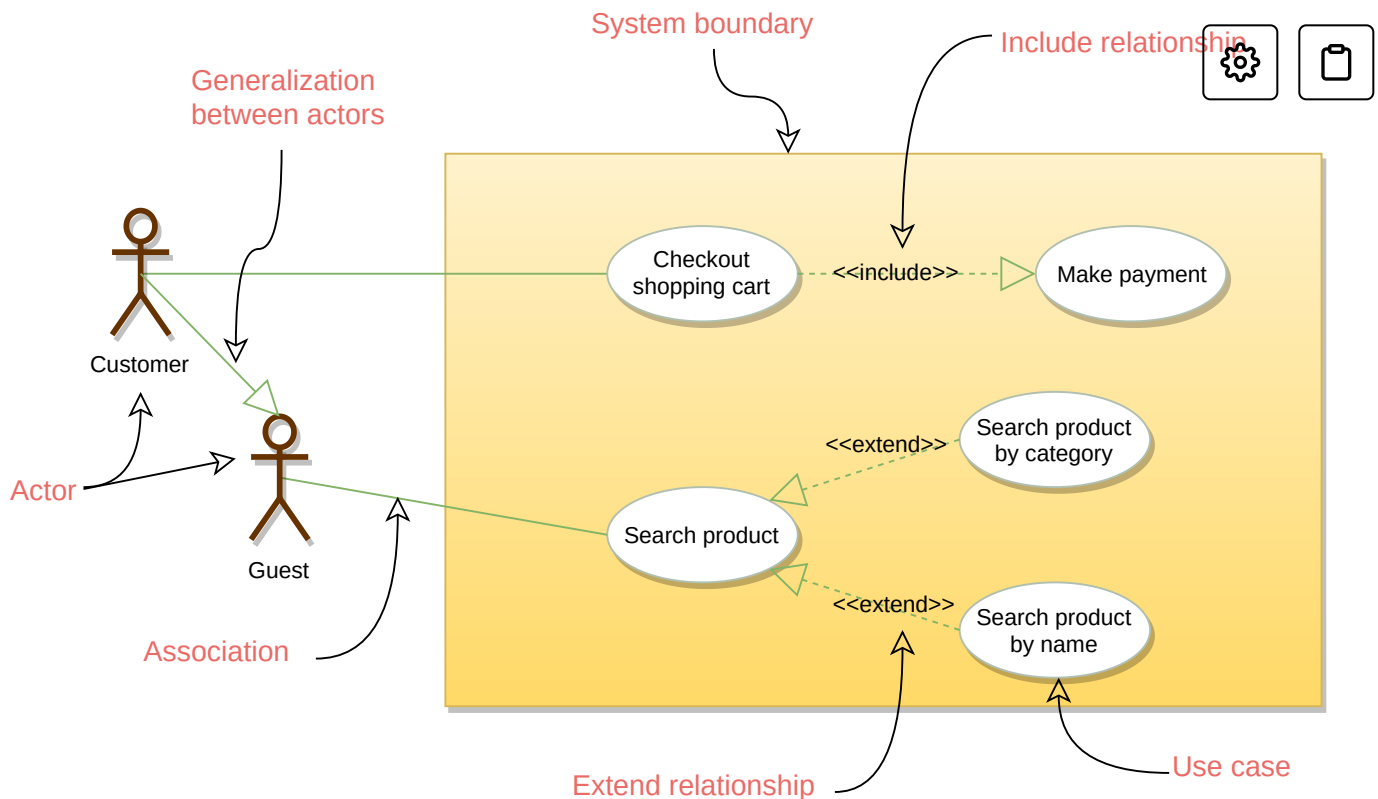 System boundary
Include relationship
Generalization
between actors
Checkout
shopping cart
<<include>>
Make payment
Customer
Search product
by category
<<extend>>
Actor
Search product
Guest
<<extend>>
Search product
by name
Association
Use case
Extend relationship